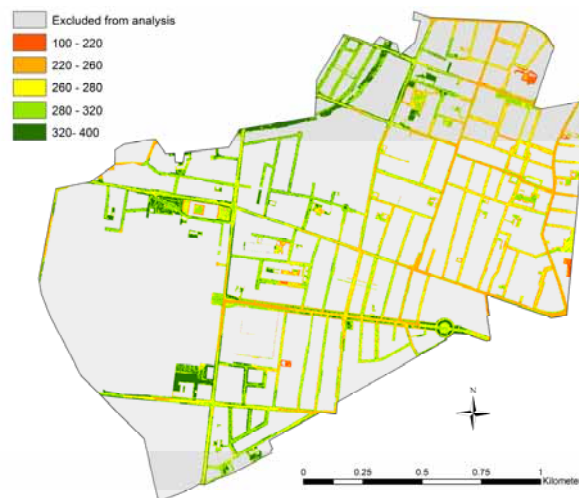 Excluded from analysis
100 - 220
220 - 260
260 - 280
280 - 320
320- 400
N
0 0.25 0.5 0.75 1
Kilomete